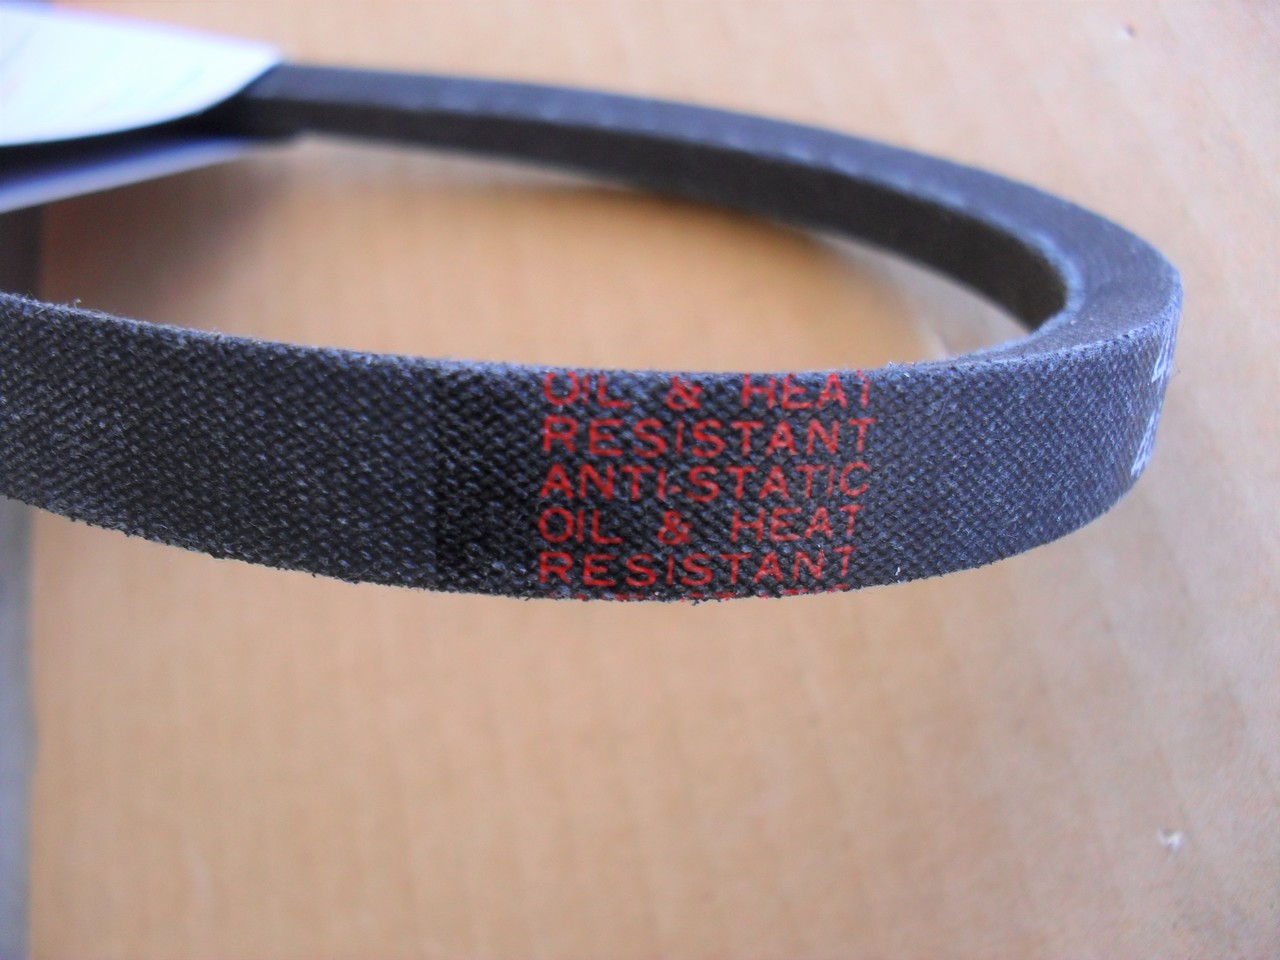 OIL & HEAT
RESISTANT
ANTI-STATIC
OIL & HEAT
RESISTANT